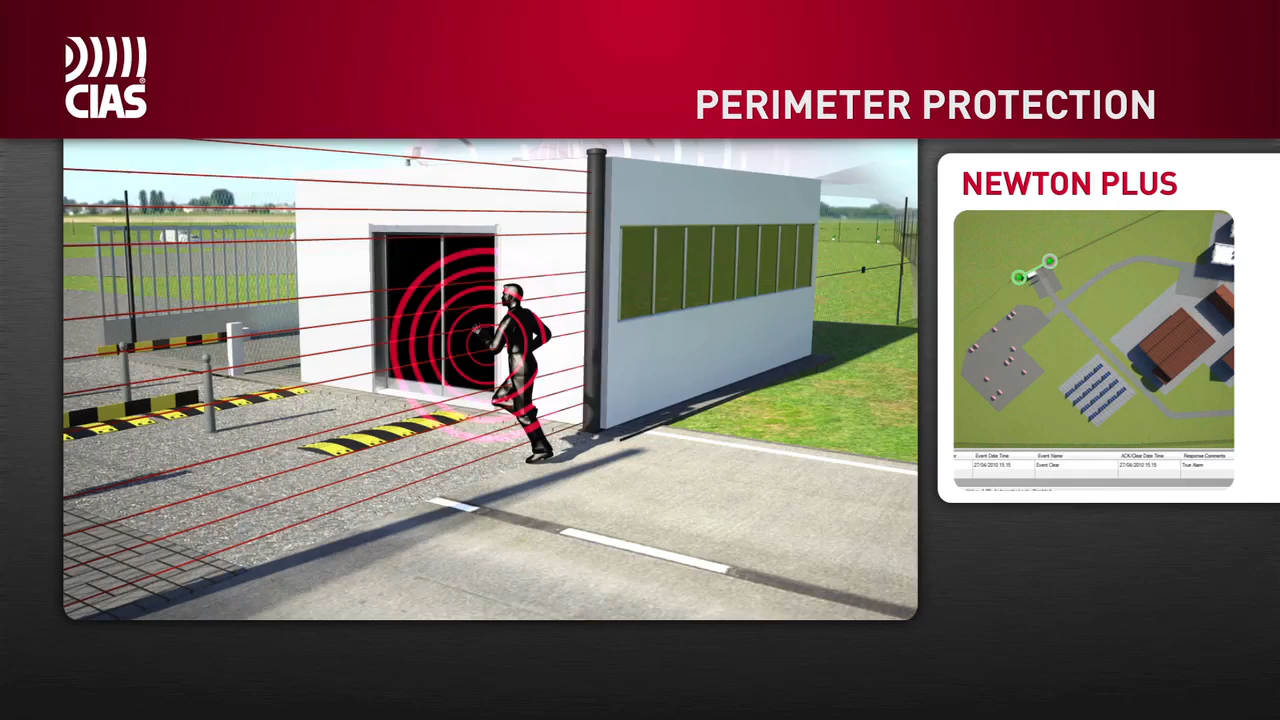 CIAS®
PERIMETER PROTECTION
NEWTON PLUS
Event Date Time Event Name ACK/Clear Date Time Response Comments
27/04/2010 15.15 Event Clear 27/04/2010 15.15 True Alarm